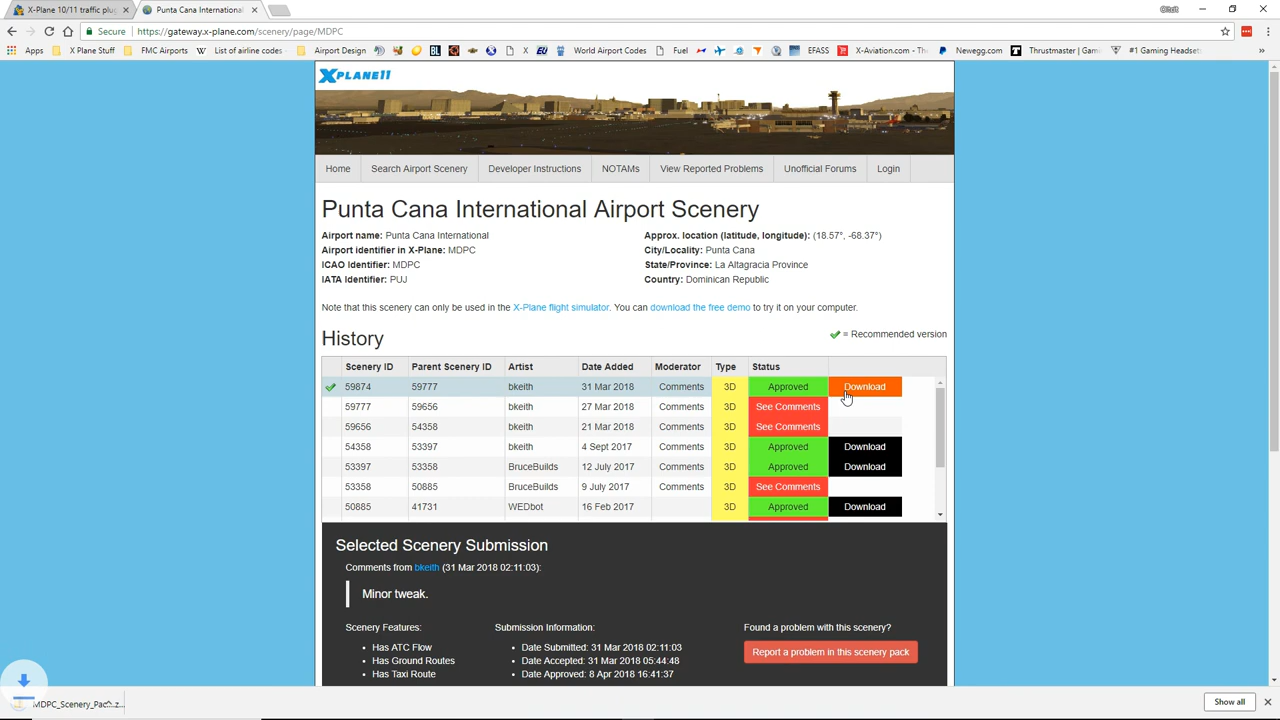 X-Plane 10/11 traffic plug
Punta Cana International
Secure
https://gateway.x-plane.com/scenery/page/MDPC
Apps
X Plane Stuff
FMC Airports
List of airline codes
Airport Design
World Airport Codes
Fuel
EFASS
X-Aviation.com - The
Newegg.com
Thrustmaster | Gami
#1 Gaming Headset
X-PLANE 11
Home
Search Airport Scenery
Developer Instructions
NOTAMs
View Reported Problems
Unofficial Forums
Login
Punta Cana International Airport Scenery
Airport name: Punta Cana International
Approx. location (latitude, longitude): (18.57°, -68.37°)
Airport identifier in X-Plane: MDPC
City/Locality: Punta Cana
ICAO Identifier: MDPC
State/Province: La Altagracia Province
IATA Identifier: PUJ
Country: Dominican Republic
Note that this scenery can only be used in the X-Plane flight simulator. You can download the free demo to try it on your computer.
History
= Recommended version
Scenery ID Parent Scenery ID Artist Date Added Moderator Type Status
59874 59777 bkeith 31 Mar 2018 Comments 3D Approved Download
59777 59656 bkeith 27 Mar 2018 Comments 3D See Comments
59656 54358 bkeith 21 Mar 2018 Comments 3D See Comments
54358 53397 bkeith 4 Sept 2017 Comments 3D Approved Download
53397 53358 BruceBuilds 12 July 2017 Comments 3D Approved Download
53358 50885 BruceBuilds 9 July 2017 Comments 3D See Comments
50885 41731 WEDbot 16 Feb 2017 3D Approved Download
Selected Scenery Submission
Comments from bkeith (31 Mar 2018 02:11:03):
Minor tweak.
Scenery Features:
• Has ATC Flow
• Has Ground Routes
• Has Taxi Route
Submission Information:
• Date Submitted: 31 Mar 2018 02:11:03
• Date Accepted: 31 Mar 2018 05:44:48
• Date Approved: 8 Apr 2018 16:41:37
Found a problem with this scenery?
Report a problem in this scenery pack
Show all